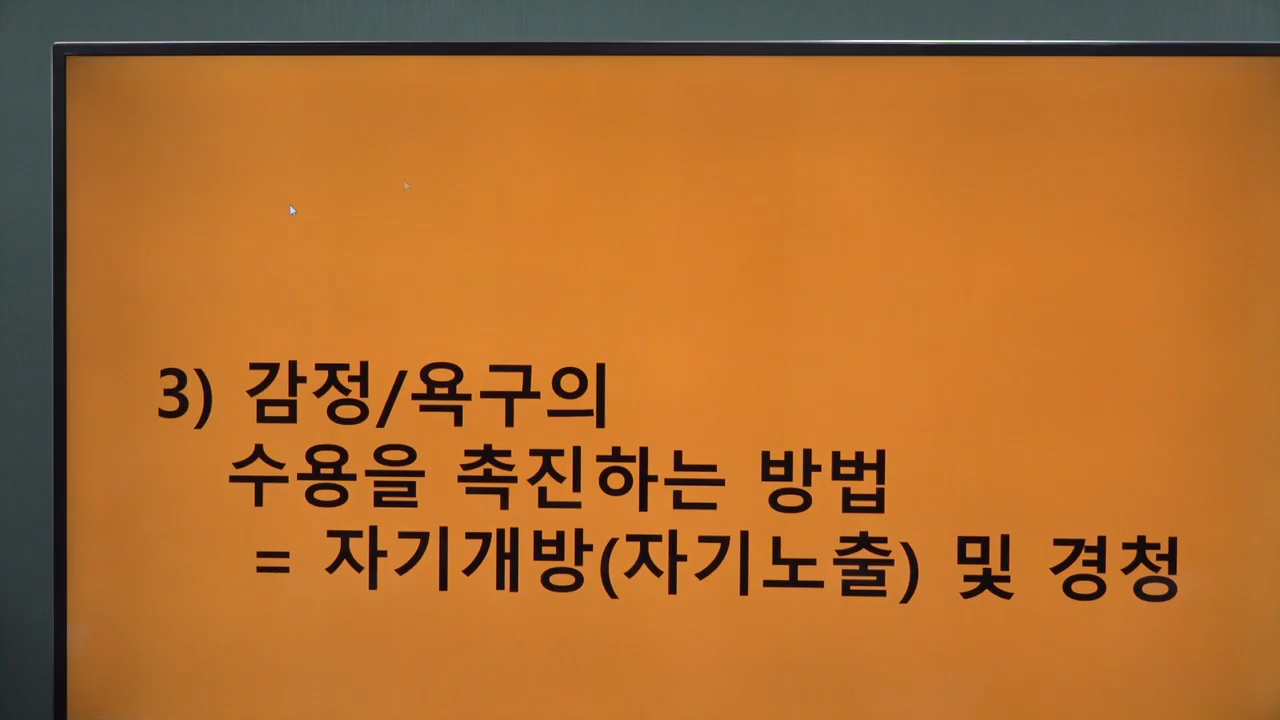 3) 감정/욕구의
수용을 촉진하는 방법
= 자기개방(자기노출) 및 경청